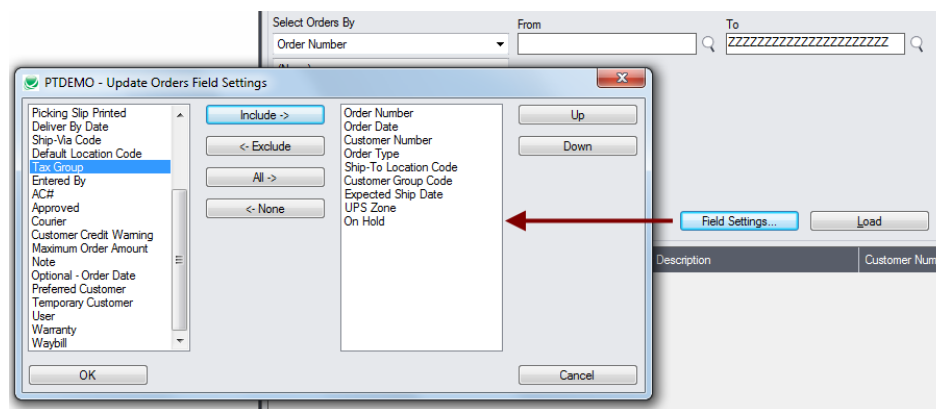 Select Orders By
From
To
Order Number
ZZZZZZZZZZZZZZZZZZZZZZ
PTDEMO - Update Orders Field Settings
Picking Slip Printed
Deliver By Date
Ship-Via Code
Default Location Code
Tax Group
Entered By
AC#
Approved
Courier
Customer Credit Warning
Maximum Order Amount
Note
Optional - Order Date
Preferred Customer
Temporary Customer
User
Warranty
Waybill
Include ->
<- Exclude
All ->
<- None
Order Number
Order Date
Customer Number
Order Type
Ship-To Location Code
Customer Group Code
Expected Ship Date
UPS Zone
On Hold
Up
Down
OK
Cancel
Field Settings...
Load
Description
Customer Num